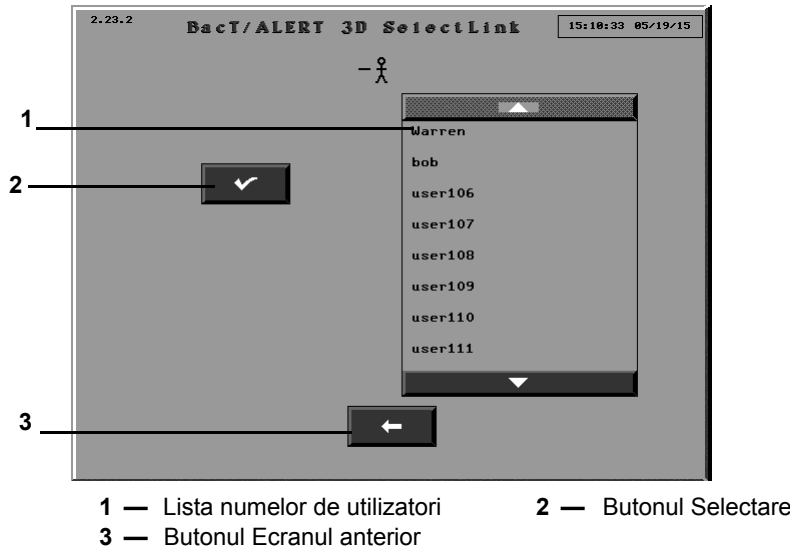 2.23.2
BacT/ALERT 3D SelectLink
15:10:33 05/19/15
1
Warren
bob
2
user106
user107
user108
user109
user110
user111
3
1 — Lista numelor de utilizatori
2 — Butonul Selectare
3 — Butonul Ecranul anterior